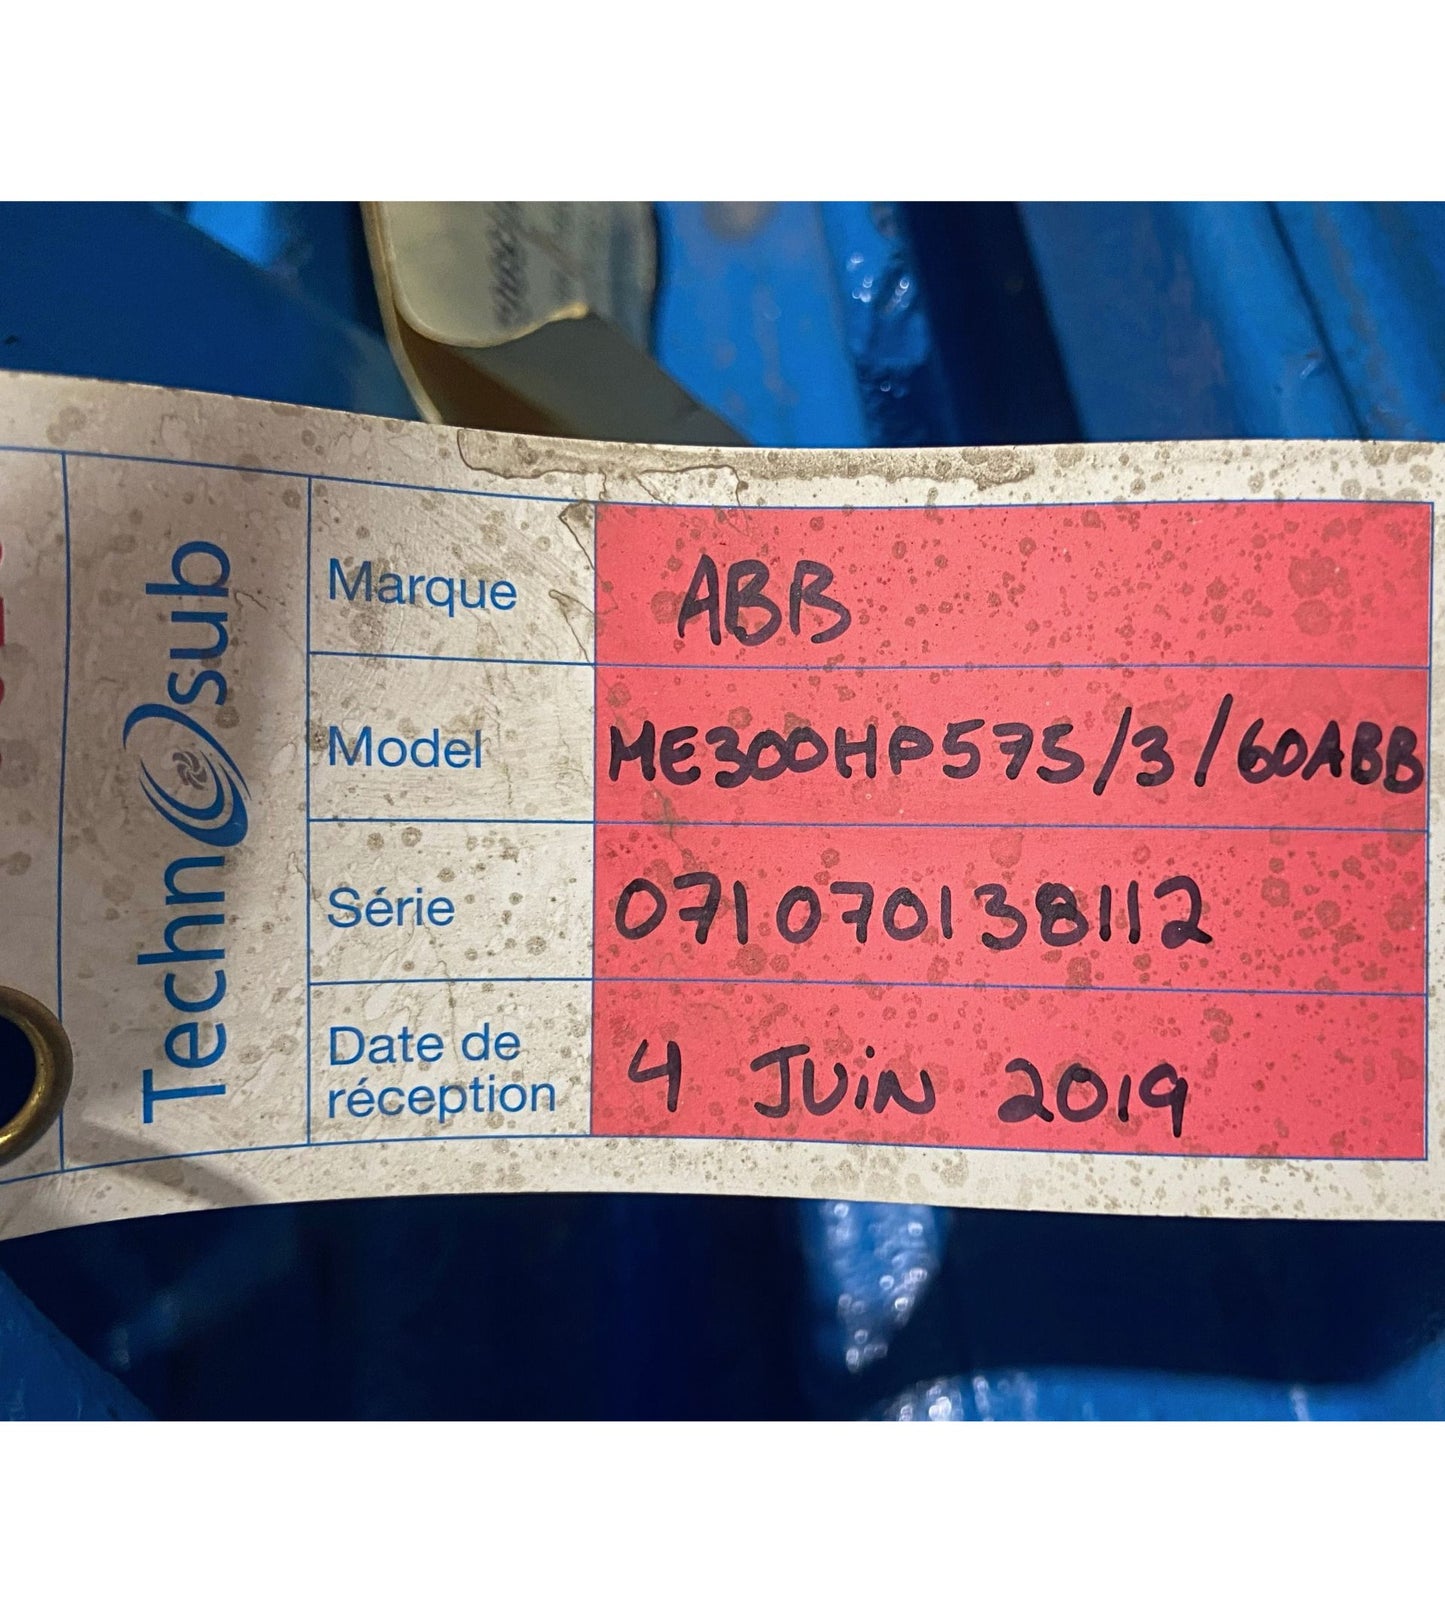 Technosub
Marque ABB
Model ME300HP575/3/60ABB
Série 071070138112
Date de
réception
4 JUiN 2019